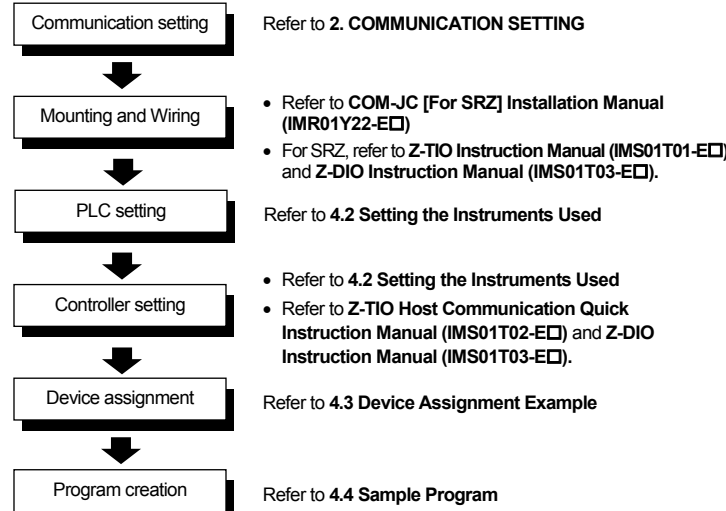 Communication setting
Refer to 2. COMMUNICATION SETTING
Mounting and Wiring
• Refer to COM-JC [For SRZ] Installation Manual
(IMR01Y22-E□)
• For SRZ, refer to Z-TIO Instruction Manual (IMS01T01-E□)
and Z-DIO Instruction Manual (IMS01T03-E□).
PLC setting
Refer to 4.2 Setting the Instruments Used
Controller setting
• Refer to 4.2 Setting the Instruments Used
• Refer to Z-TIO Host Communication Quick
Instruction Manual (IMS01T02-E□) and Z-DIO
Instruction Manual (IMS01T03-E□).
Device assignment
Refer to 4.3 Device Assignment Example
Program creation
Refer to 4.4 Sample Program